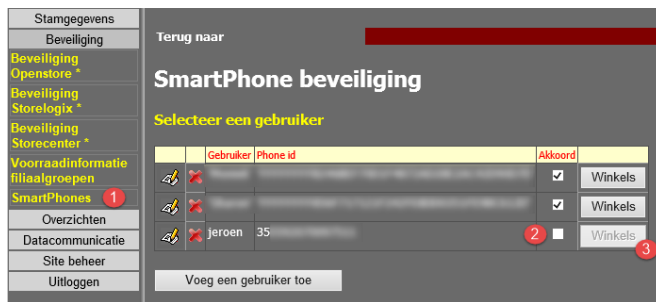 Stamgegevens
Beveiliging
Beveiliging
Openstore *
Beveiliging
Storelogix *
Beveiliging
Storecenter *
Voorraadinformatie
filiaalgroepen
SmartPhones 1
Overzichten
Datacommunicatie
Site beheer
Uitloggen
Terug naar
SmartPhone beveiliging
Selecteer een gebruiker
Gebruiker Phone id Akkoord
Winkels
Winkels
jeroen 35 2 Winkels 3
Voeg een gebruiker toe